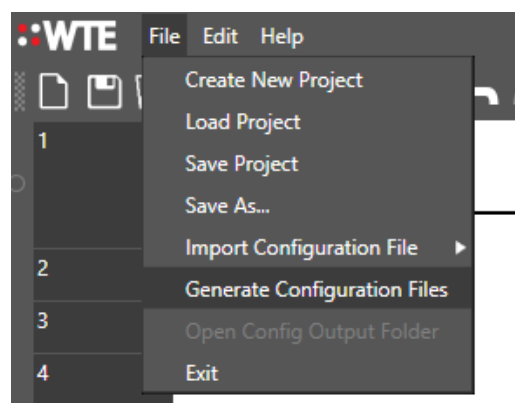 WTE File Edit Help
Create New Project
Load Project
1
Save Project
Save As...
Import Configuration File
2
Generate Configuration Files
3
Open Config Output Folder
4
Exit